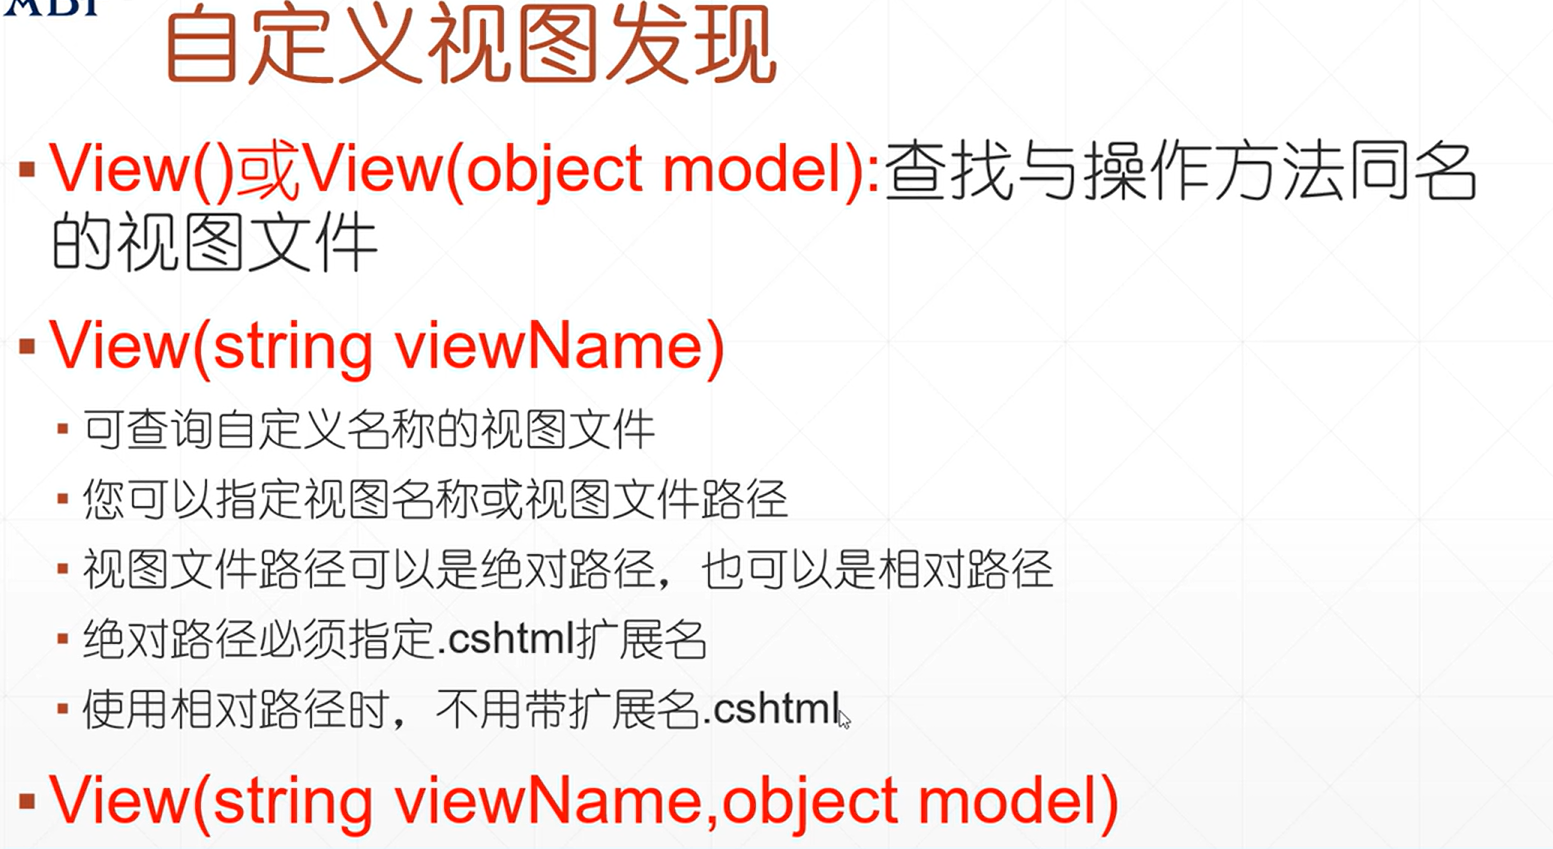 自定义视图发现
▪View()或View(object model):查找与操作方法同名
的视图文件
▪View(string viewName)
▪可查询自定义名称的视图文件
▪您可以指定视图名称或视图文件路径
▪视图文件路径可以是绝对路径，也可以是相对路径
▪绝对路径必须指定.cshtml扩展名
▪使用相对路径时，不用带扩展名.cshtml
▪View(string viewName,object model)